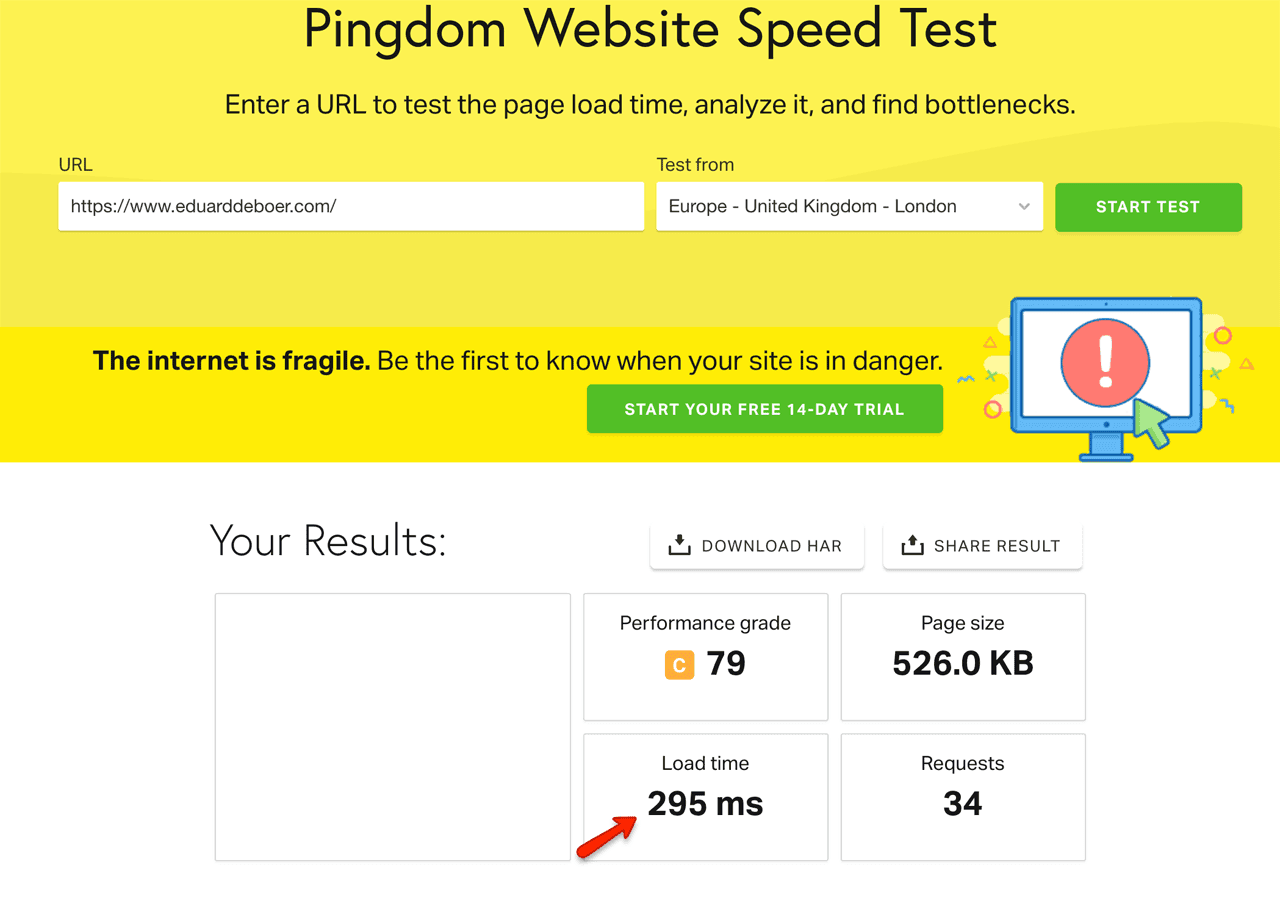 Pingdom Website Speed Test
Enter a URL to test the page load time, analyze it, and find bottlenecks.
URL
Test from
https://www.eduarddeboer.com/
Europe - United Kingdom - London
START TEST
The internet is fragile. Be the first to know when your site is in danger.
START YOUR FREE 14-DAY TRIAL
!
Your Results:
DOWNLOAD HAR
SHARE RESULT
Performance grade
C 79
Page size
526.0 KB
Load time
295 ms
Requests
34